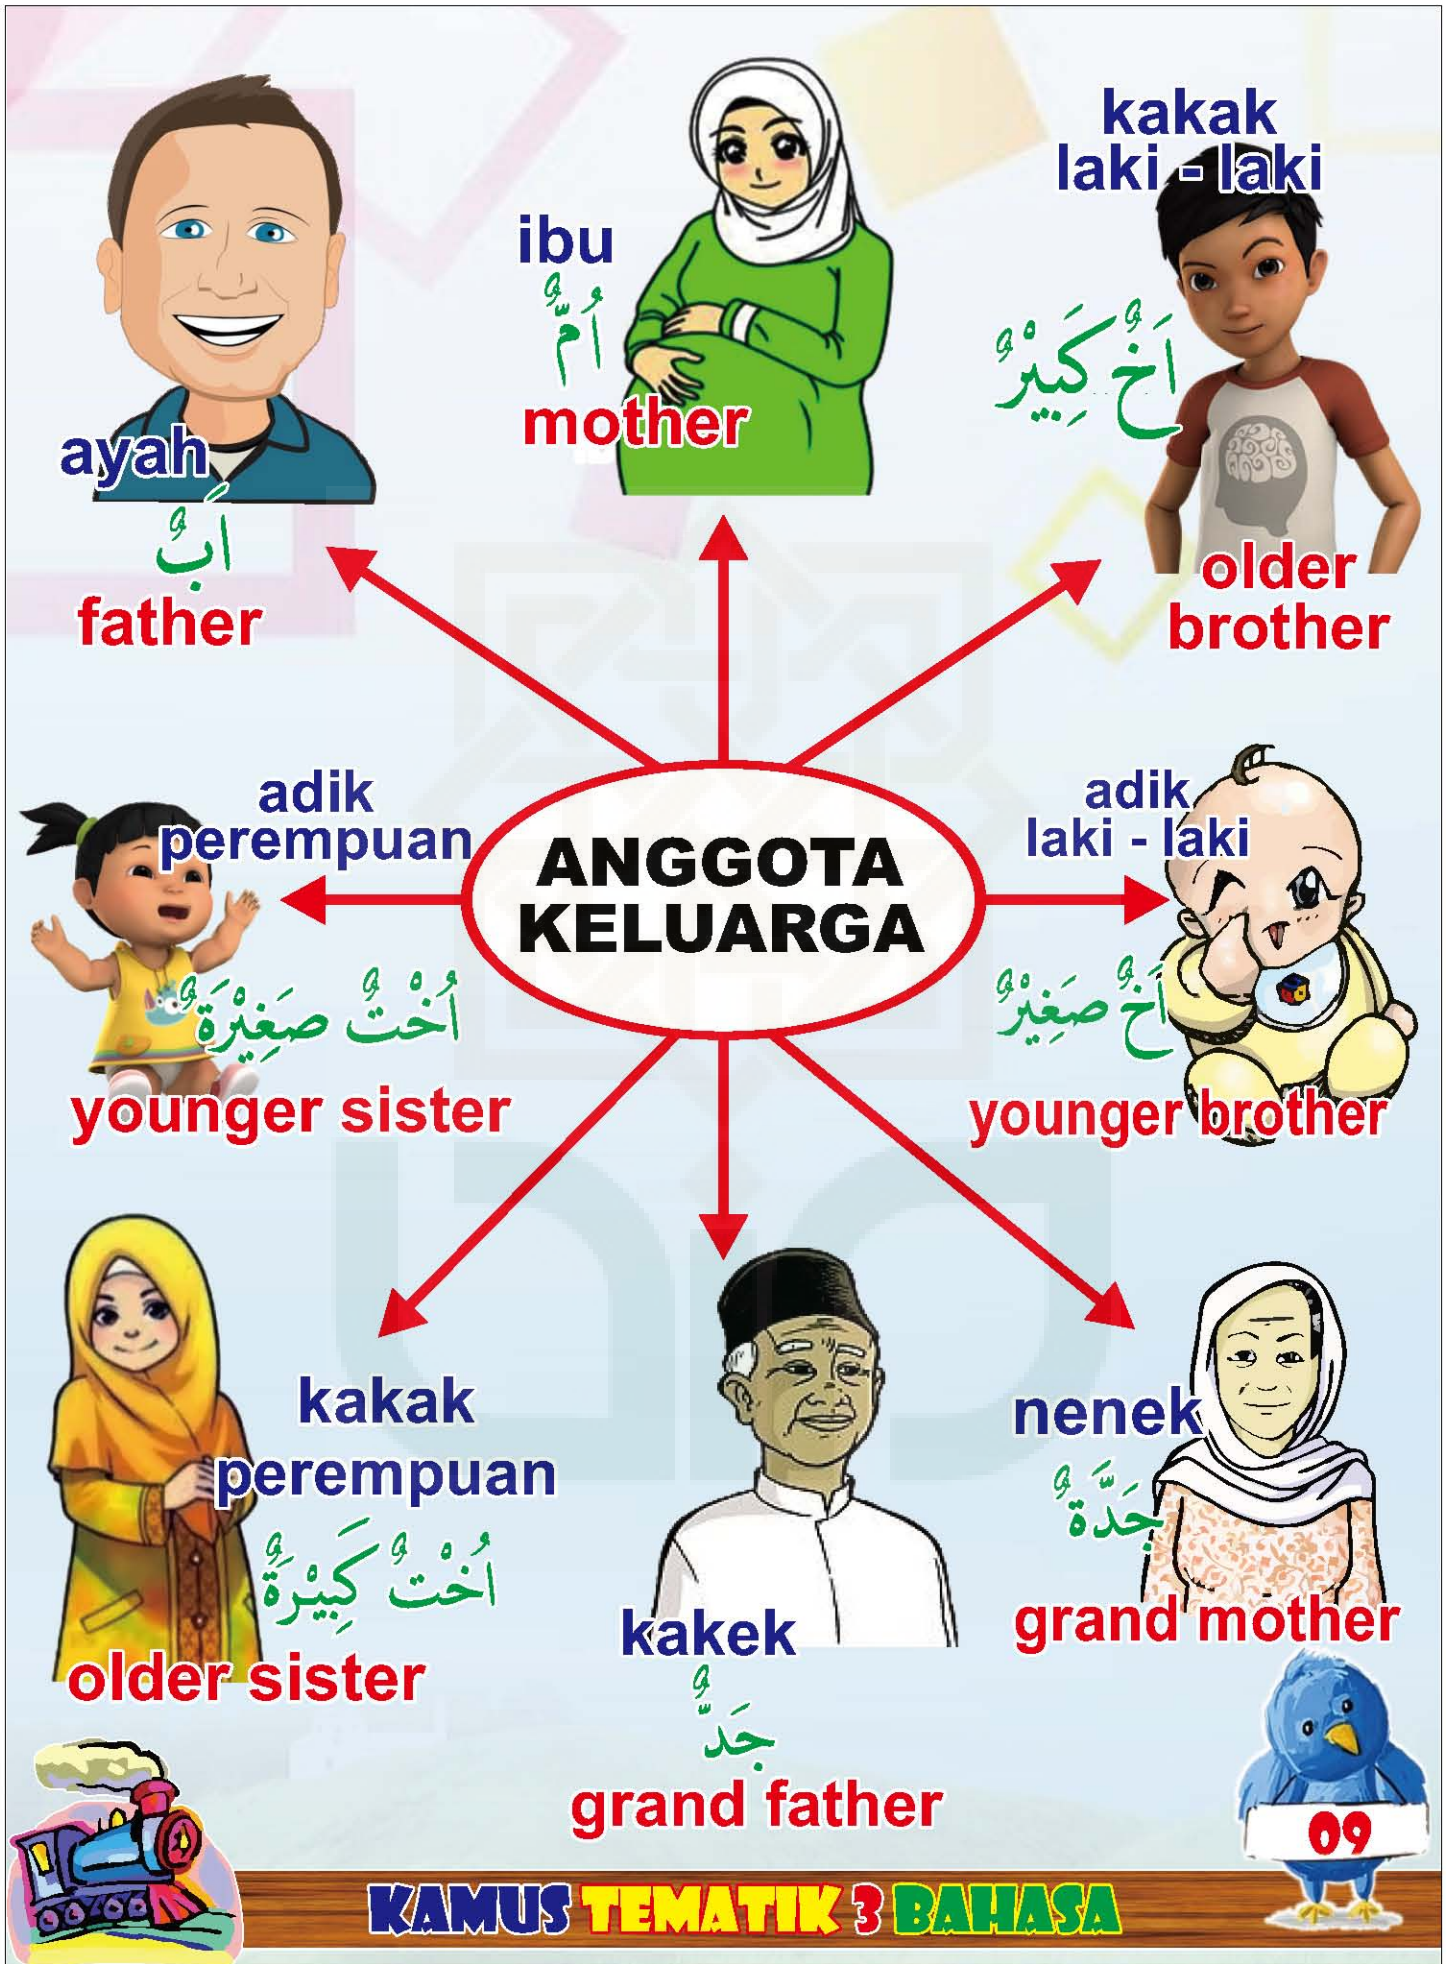 ayah
اَبٌ
father
ibu
اُمٌّ
mother
kakak
laki - laki
اَخٌ كَبِيْرٌ
older
brother
adik
perempuan
اُخْتٌ صَغِيْرَةٌ
younger sister
ANGGOTA
KELUARGA
adik
laki - laki
اَخٌ صَغِيْرٌ
younger brother
kakak
perempuan
اُخْتٌ كَبِيْرَةٌ
older sister
kakek
جَدٌّ
grand father
nenek
جَدَّةٌ
grand mother
09
KAMUS TEMATIK 3 BAHASA